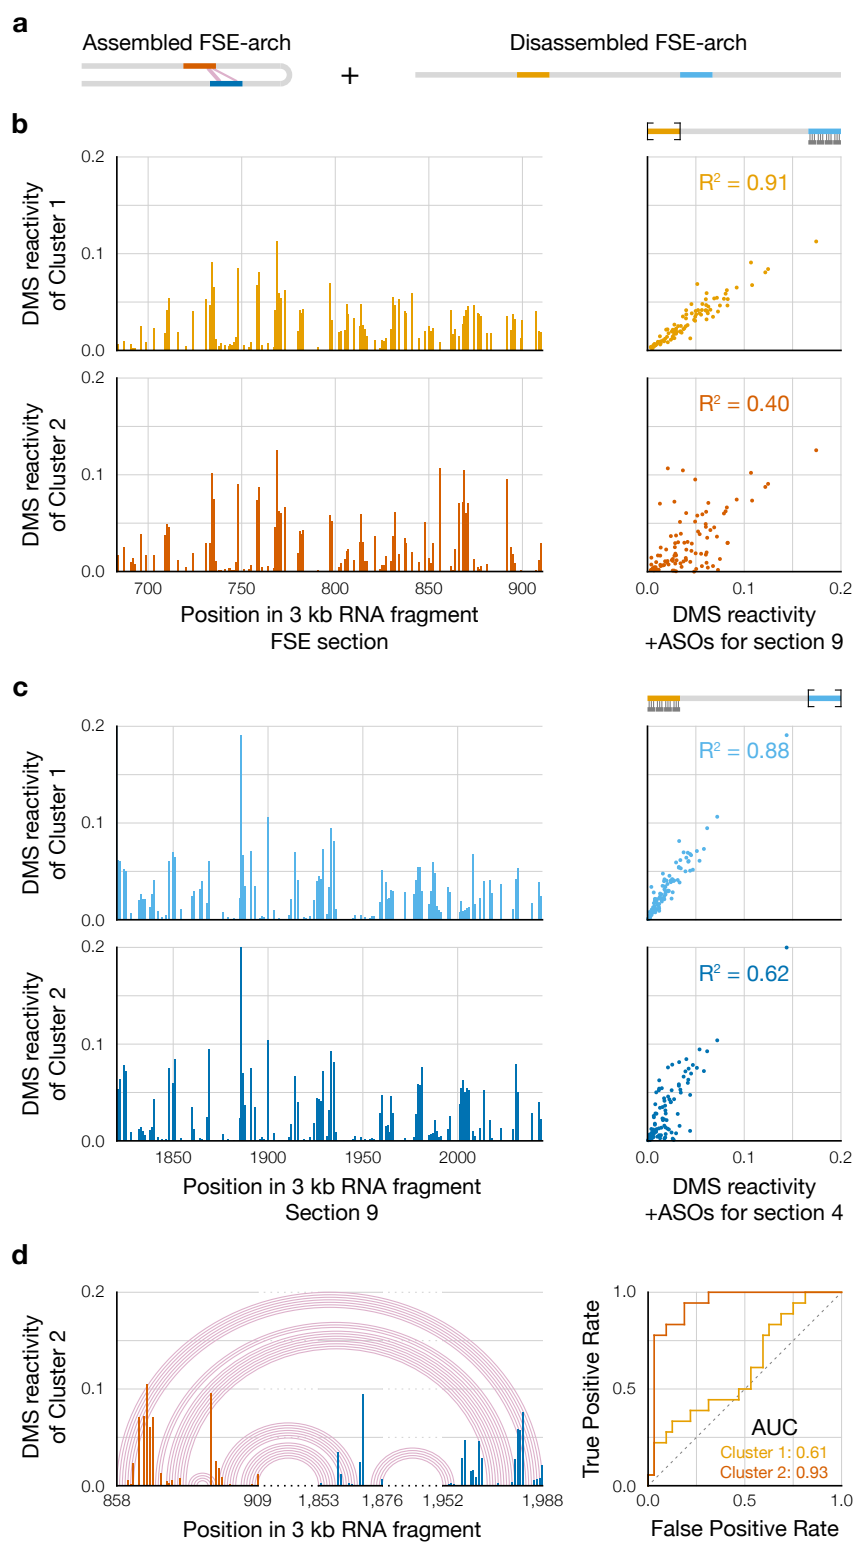 a
Assembled FSE-arch
+
Disassembled FSE-arch
b
DMS reactivity
of Cluster 1
0.2
0.1
0.0
R² = 0.91
DMS reactivity
of Cluster 2
0.2
0.1
0.0
700
750
800
850
900
Position in 3 kb RNA fragment
FSE section
R² = 0.40
0.0
0.1
0.2
DMS reactivity
+ASOs for section 9
c
DMS reactivity
of Cluster 1
0.2
0.1
0.0
R² = 0.88
DMS reactivity
of Cluster 2
0.2
0.1
0.0
1850
1900
1950
2000
Position in 3 kb RNA fragment
Section 9
R² = 0.62
0.0
0.1
0.2
DMS reactivity
+ASOs for section 4
d
DMS reactivity
of Cluster 2
0.2
0.1
0.0
858
909
1,853
1,876
1,952
1,988
Position in 3 kb RNA fragment
True Positive Rate
1.0
0.5
0.0
AUC
Cluster 1: 0.61
Cluster 2: 0.93
0.0
0.5
1.0
False Positive Rate